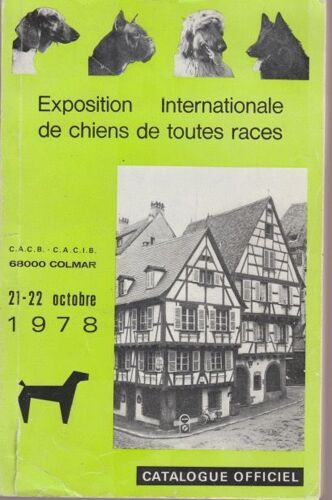 Exposition Internationale
de chiens de toutes races
C.A.C.B. - C.A.C.I.B.
68000 COLMAR
21-22 octobre
1978
CATALOGUE OFFICIEL